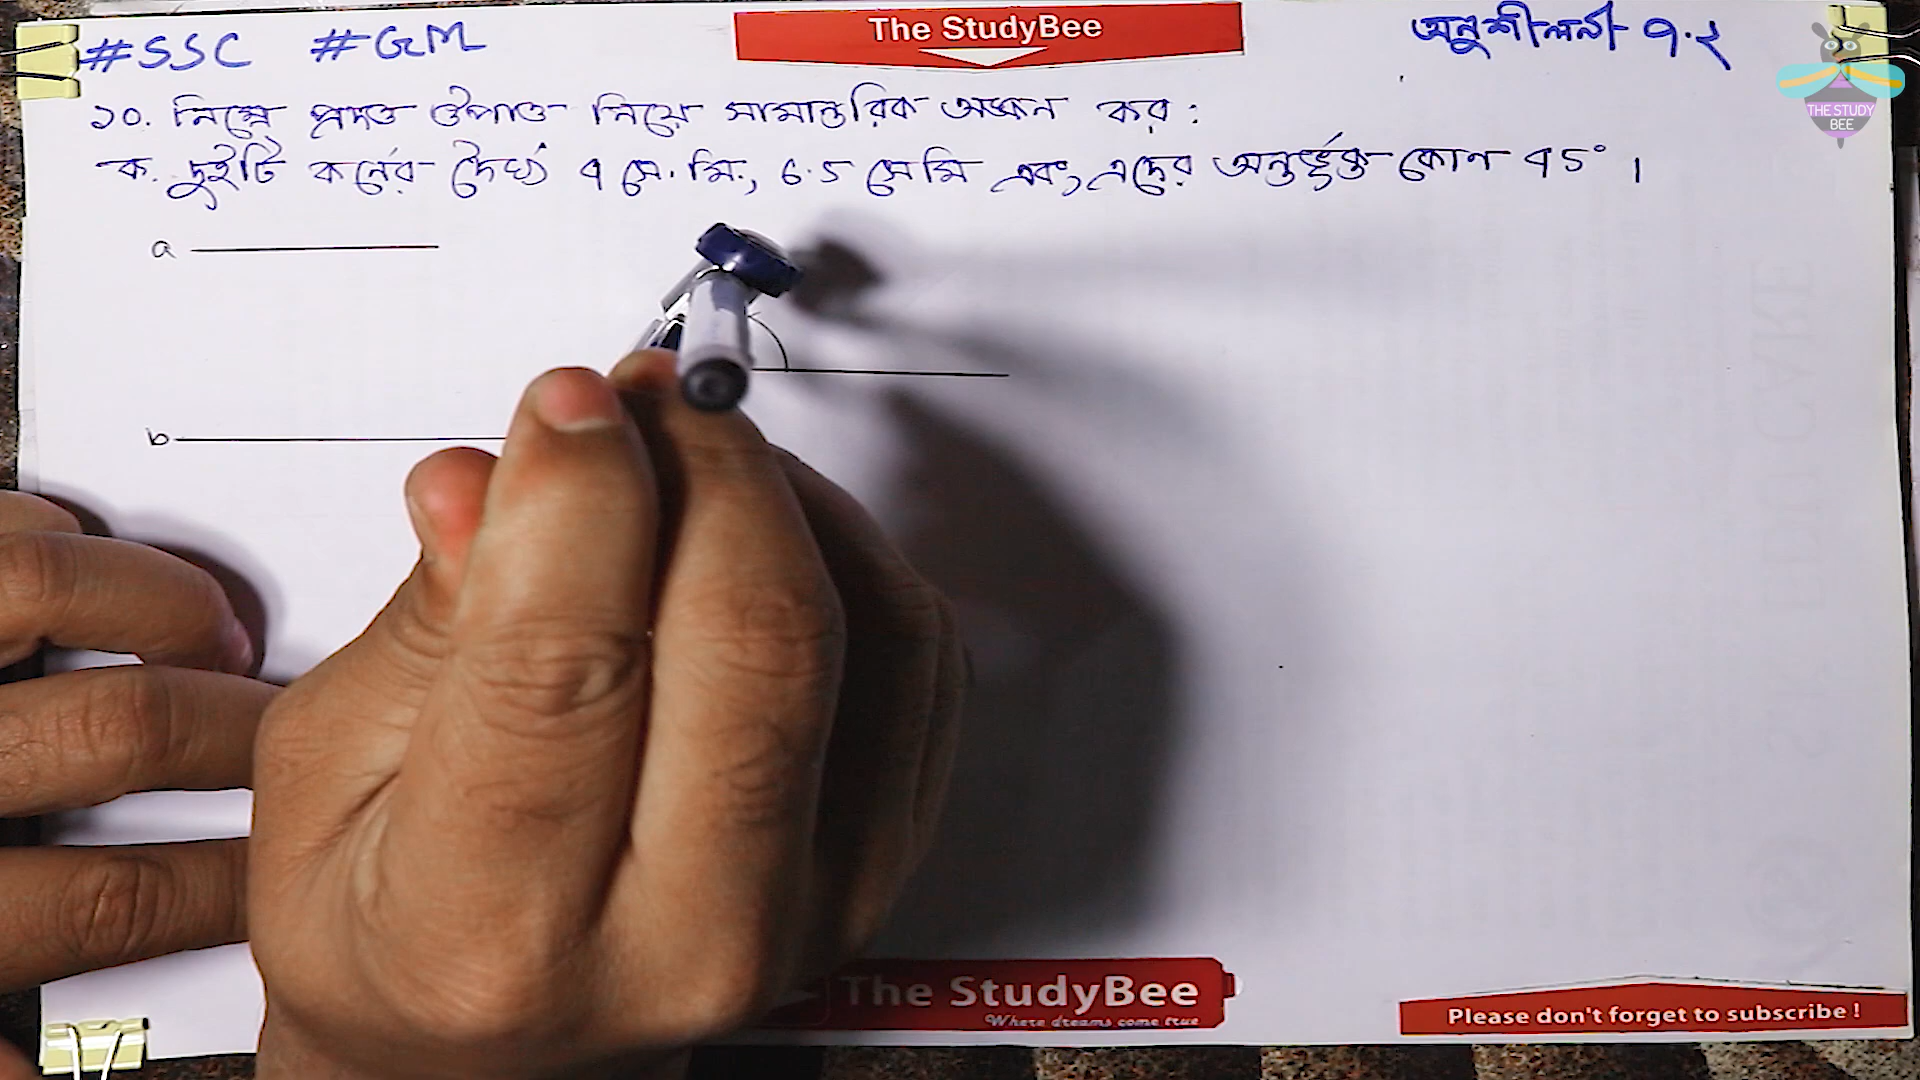 #SSC #GM
The StudyBee
অনুশীলনী ৭.২
THE STUDY
BEE
১০. নিম্নে প্রদত্ত উপাত্ত নিয়ে সামান্তরিক অঙ্কন কর:
ক. দুইটি কর্নের দৈর্ঘ্য ৭ সে.মি., ৬.৫ সেমি এবং এদের অন্তর্ভুক্ত কোণ ৭৫° ।
a
b
The StudyBee
Where dreams come true
Please don't forget to subscribe !